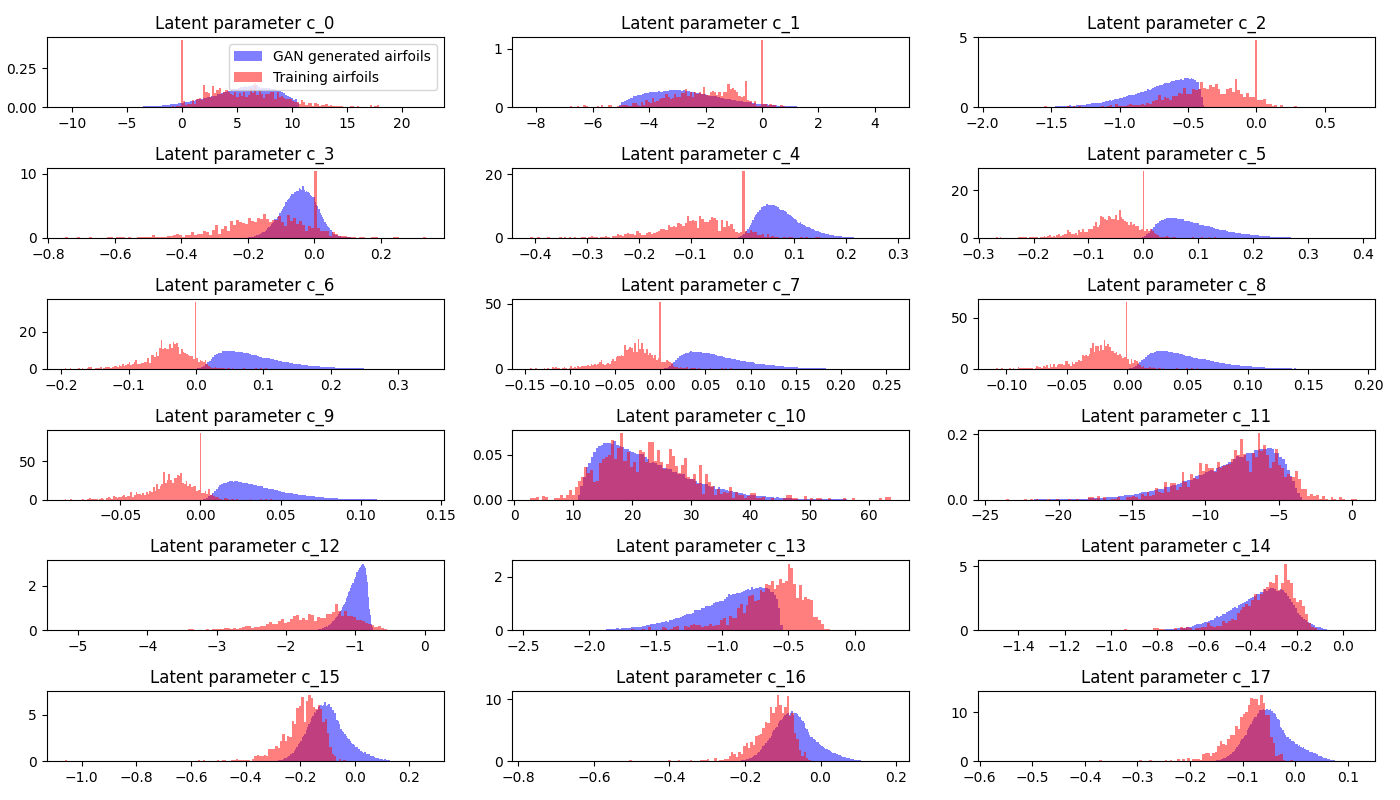 Latent parameter c_0 Latent parameter c_1 Latent parameter c_2
GAN generated airfoils
Training airfoils
0.25
0.00
−10 −5 0 5 10 15 20
1
0
−8 −6 −4 −2 0 2 4
5
0
−2.0 −1.5 −1.0 −0.5 0.0 0.5
Latent parameter c_3 Latent parameter c_4 Latent parameter c_5
10
0
−0.8 −0.6 −0.4 −0.2 0.0 0.2
20
0
−0.4 −0.3 −0.2 −0.1 0.0 0.1 0.2 0.3
20
0
−0.3 −0.2 −0.1 0.0 0.1 0.2 0.3 0.4
Latent parameter c_6 Latent parameter c_7 Latent parameter c_8
20
0
−0.2 −0.1 0.0 0.1 0.2 0.3
50
0
−0.15 −0.10 −0.05 0.00 0.05 0.10 0.15 0.20 0.25
50
0
−0.10 −0.05 0.00 0.05 0.10 0.15 0.20
Latent parameter c_9 Latent parameter c_10 Latent parameter c_11
50
0
−0.05 0.00 0.05 0.10 0.15
0.05
0.00
0 10 20 30 40 50 60
0.2
0.0
−25 −20 −15 −10 −5 0
Latent parameter c_12 Latent parameter c_13 Latent parameter c_14
2
0
−5 −4 −3 −2 −1 0
2
0
−2.5 −2.0 −1.5 −1.0 −0.5 0.0
5
0
−1.4 −1.2 −1.0 −0.8 −0.6 −0.4 −0.2 0.0
Latent parameter c_15 Latent parameter c_16 Latent parameter c_17
5
0
−1.0 −0.8 −0.6 −0.4 −0.2 0.0 0.2
10
0
−0.8 −0.6 −0.4 −0.2 0.0 0.2
10
0
−0.6 −0.5 −0.4 −0.3 −0.2 −0.1 0.0 0.1